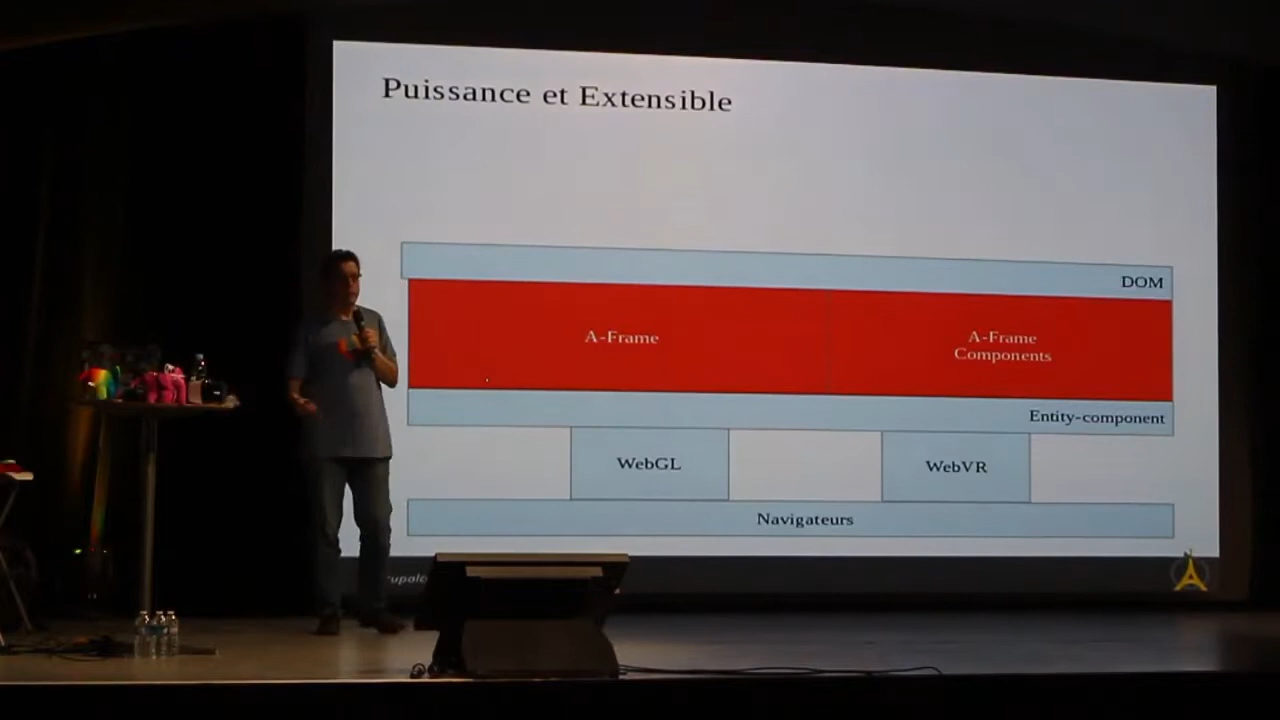 Puissance et Extensible
DOM
A-Frame
A-Frame
Components
Entity-component
WebGL
WebVR
Navigateurs